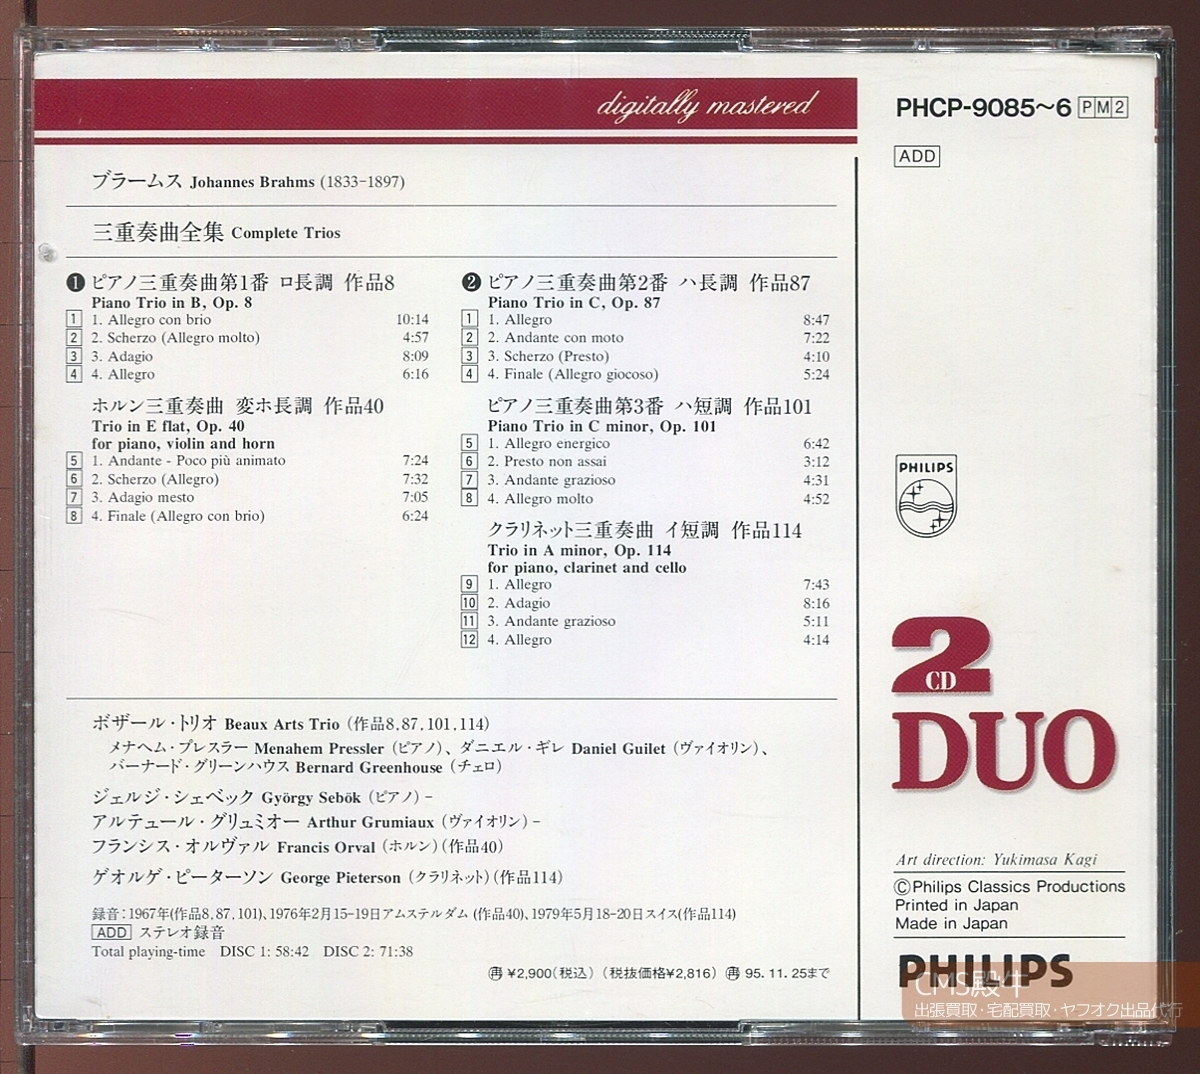 digitally mastered
PHCP-9085〜6 PM2
ADD
ブラームス Johannes Brahms (1833-1897)
三重奏曲全集 Complete Trios
❶ ピアノ三重奏曲第1番 ロ長調 作品8
Piano Trio in B, Op. 8
1 1. Allegro con brio 10:14
2 2. Scherzo (Allegro molto) 4:57
3 3. Adagio 8:09
4 4. Allegro 6:16
ホルン三重奏曲 変ホ長調 作品40
Trio in E flat, Op. 40
for piano, violin and horn
5 1. Andante - Poco più animato 7:24
6 2. Scherzo (Allegro) 7:32
7 3. Adagio mesto 7:05
8 4. Finale (Allegro con brio) 6:24
❷ ピアノ三重奏曲第2番 ハ長調 作品87
Piano Trio in C, Op. 87
1 1. Allegro 8:47
2 2. Andante con moto 7:22
3 3. Scherzo (Presto) 4:10
4 4. Finale (Allegro giocoso) 5:24
ピアノ三重奏曲第3番 ハ短調 作品101
Piano Trio in C minor, Op. 101
5 1. Allegro energico 6:42
6 2. Presto non assai 3:12
7 3. Andante grazioso 4:31
8 4. Allegro molto 4:52
クラリネット三重奏曲 イ短調 作品114
Trio in A minor, Op. 114
for piano, clarinet and cello
9 1. Allegro 7:43
10 2. Adagio 8:16
11 3. Andante grazioso 5:11
12 4. Allegro 4:14
ボザール・トリオ Beaux Arts Trio (作品8,87,101,114)
メナヘム・プレスラー Menahem Pressler (ピアノ)、ダニエル・ギレ Daniel Guilet (ヴァイオリン)、
バーナード・グリーンハウス Bernard Greenhouse (チェロ)
ジェルジ・シェベック György Sebök (ピアノ) −
アルテュール・グリュミオー Arthur Grumiaux (ヴァイオリン) −
フランシス・オルヴァル Francis Orval (ホルン) (作品40)
ゲオルゲ・ピーターソン George Pieterson (クラリネット) (作品114)
録音:1967年(作品8,87,101)、1976年2月15-19日アムステルダム (作品40)、1979年5月18-20日スイス(作品114)
ADD ステレオ録音
Total playing-time DISC 1: 58:42 DISC 2: 71:38
再 ¥2,900(税込) (税抜価格¥2,816) 再 95.11.25まで
PHILIPS
2
CD
DUO
Art direction: Yukimasa Kagi
©Philips Classics Productions
Printed in Japan
Made in Japan
PHILIPS
CMS殿牛
出張買取・宅配買取・ヤフオク出品代行